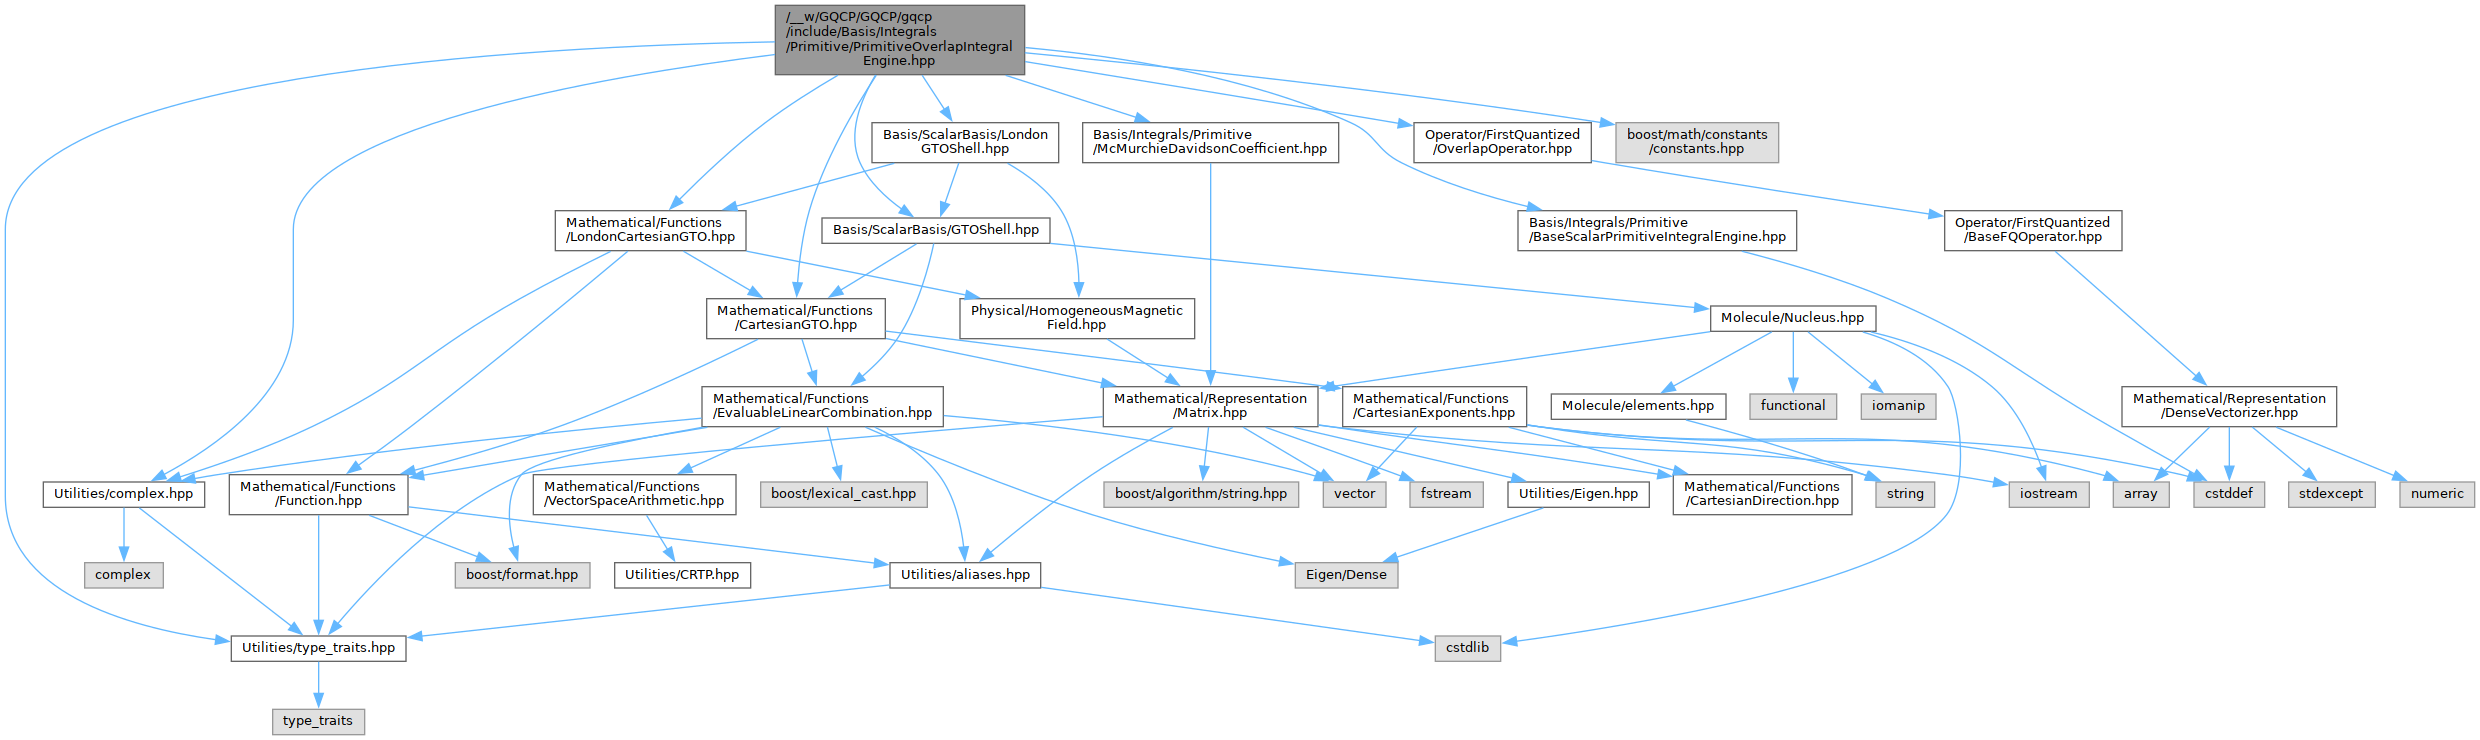 /__w/GQCP/GQCP/gqcp
/include/Basis/Integrals
/Primitive/PrimitiveOverlapIntegral
Engine.hpp
Basis/ScalarBasis/London
GTOShell.hpp
Basis/Integrals/Primitive
/McMurchieDavidsonCoefficient.hpp
Operator/FirstQuantized
/OverlapOperator.hpp
boost/math/constants
/constants.hpp
Mathematical/Functions
/LondonCartesianGTO.hpp
Basis/ScalarBasis/GTOShell.hpp
Basis/Integrals/Primitive
/BaseScalarPrimitiveIntegralEngine.hpp
Operator/FirstQuantized
/BaseFQOperator.hpp
Mathematical/Functions
/CartesianGTO.hpp
Physical/HomogeneousMagnetic
Field.hpp
Molecule/Nucleus.hpp
Mathematical/Functions
/EvaluableLinearCombination.hpp
Mathematical/Representation
/Matrix.hpp
Mathematical/Functions
/CartesianExponents.hpp
Molecule/elements.hpp
functional
iomanip
Mathematical/Representation
/DenseVectorizer.hpp
Utilities/complex.hpp
Mathematical/Functions
/Function.hpp
Mathematical/Functions
/VectorSpaceArithmetic.hpp
boost/lexical_cast.hpp
boost/algorithm/string.hpp
vector
fstream
Utilities/Eigen.hpp
Mathematical/Functions
/CartesianDirection.hpp
string
iostream
array
cstddef
stdexcept
numeric
complex
boost/format.hpp
Utilities/CRTP.hpp
Utilities/aliases.hpp
Eigen/Dense
Utilities/type_traits.hpp
cstdlib
type_traits